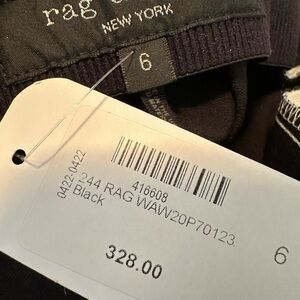 rag
NEW YORK
6
0422-0422
416608
244 RAG WAW20P70123
Black
328.00
6